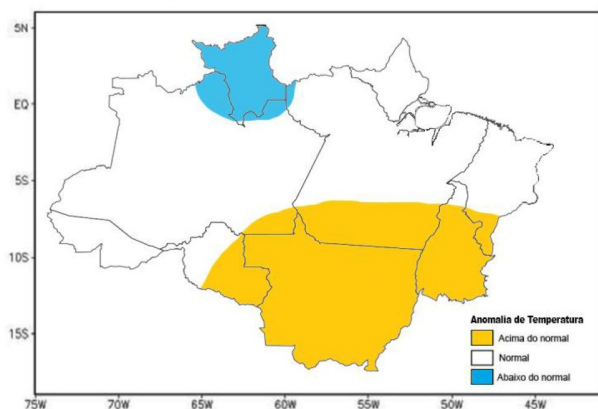 5N
EQ
5S
10S
15S
75W 70W 65W 60W 55W 50W 45W
Anomalia de Temperatura
Acima do normal
Normal
Abaixo do normal